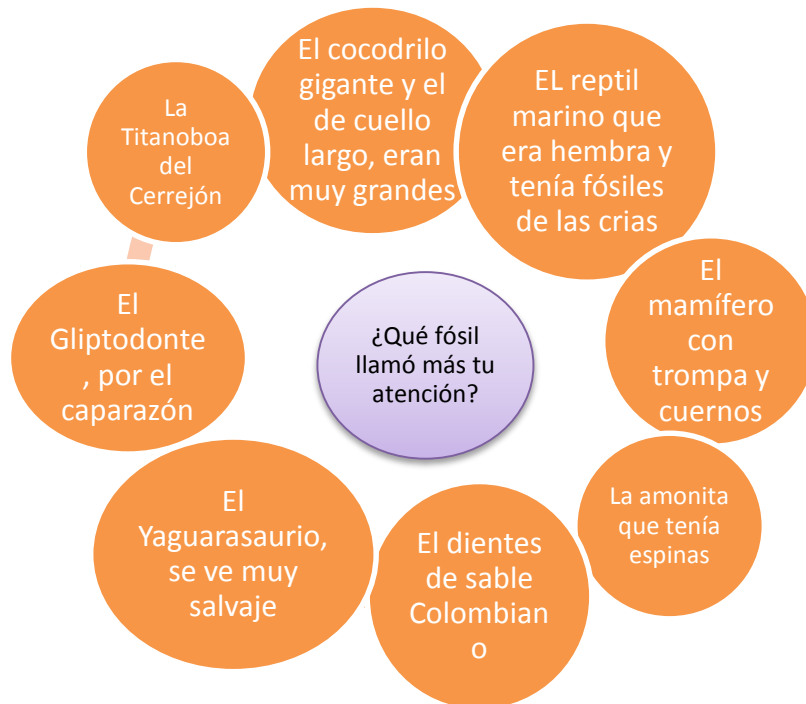 El cocodrilo
gigante y el
de cuello
largo, eran
muy grandes
EL reptil
marino que
era hembra y
tenía fósiles
de las crias
El
mamífero
con
trompa y
cuernos
La amonita
que tenía
espinas
El dientes
de sable
Colombian
o
El
Yaguarasaurio,
se ve muy
salvaje
El
Gliptodonte
, por el
caparazón
La
Titanoboa
del
Cerrejón
¿Qué fósil
llamó más tu
atención?